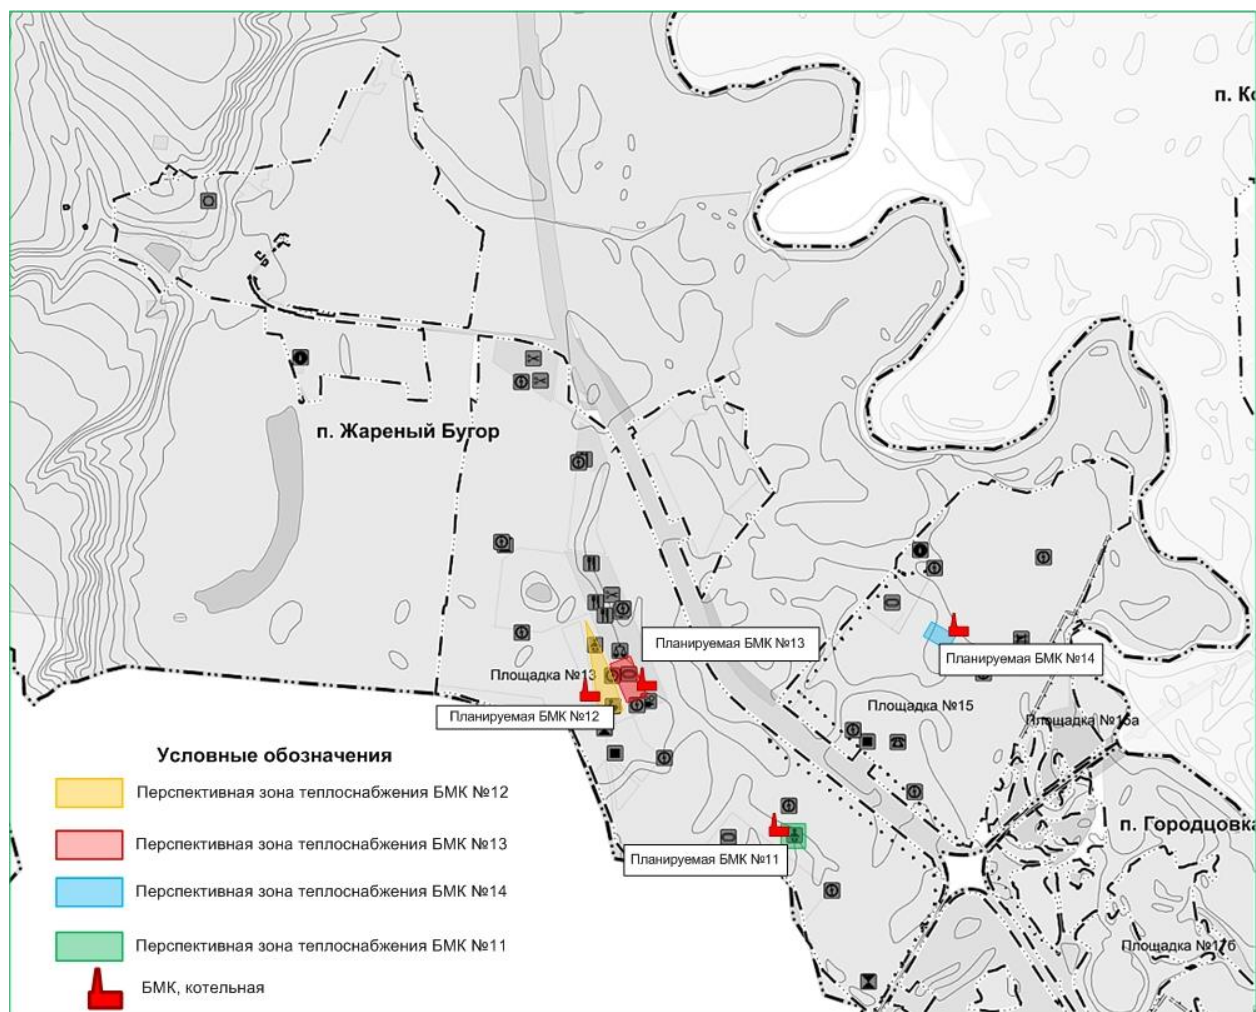 п. Ко
п. Жареный Бугор
Планируемая БМК №13
Планируемая БМК №14
Площадка №13
Площадка №15
Планируемая БМК №12
Площадка №15а
Условные обозначения
Перспективная зона теплоснабжения БМК №12
п. Городцовка
Перспективная зона теплоснабжения БМК №13
Планируемая БМК №11
Перспективная зона теплоснабжения БМК №14
Перспективная зона теплоснабжения БМК №11
Площадка №17б
БМК, котельная